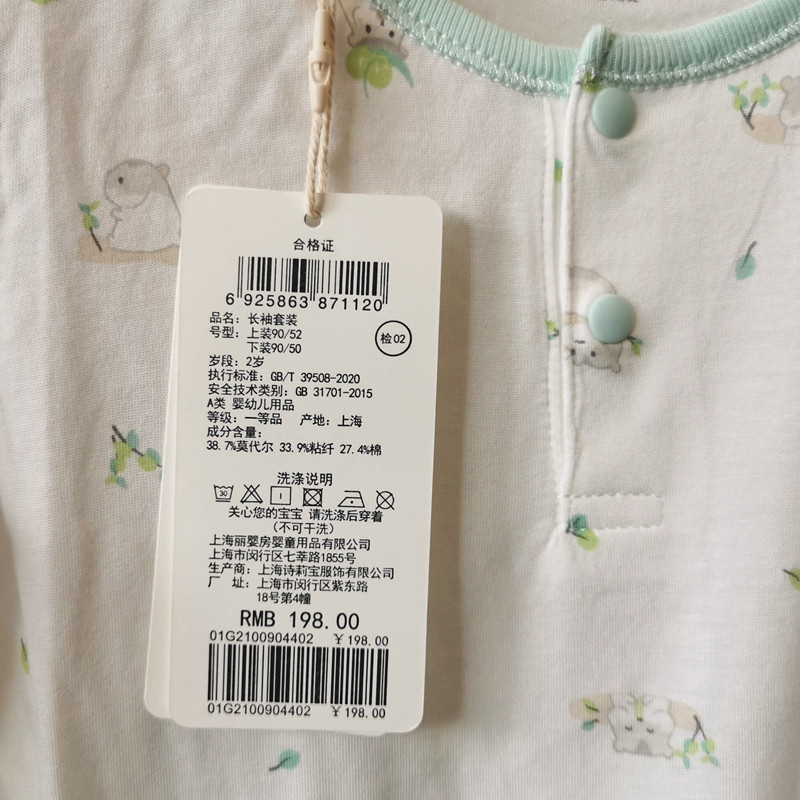 合格证
6 925863 871120
品名：长袖套装
号型：上装90/52
下装90/50
检02
岁段：2岁
执行标准：GB/T 39508-2020
安全技术类别：GB 31701-2015
A类 婴幼儿用品
等级：一等品 产地：上海
成分含量：
38.7%莫代尔 33.9%粘纤 27.4%棉
洗涤说明
30
关心您的宝宝 请洗涤后穿着
（不可干洗）
上海丽婴房婴童用品有限公司
上海市闵行区七莘路1855号
生产商：上海诗莉宝服饰有限公司
厂 址：上海市闵行区紫东路
18号第4幢
RMB 198.00
01G2100904402 ￥198.00
01G2100904402 ￥198.00